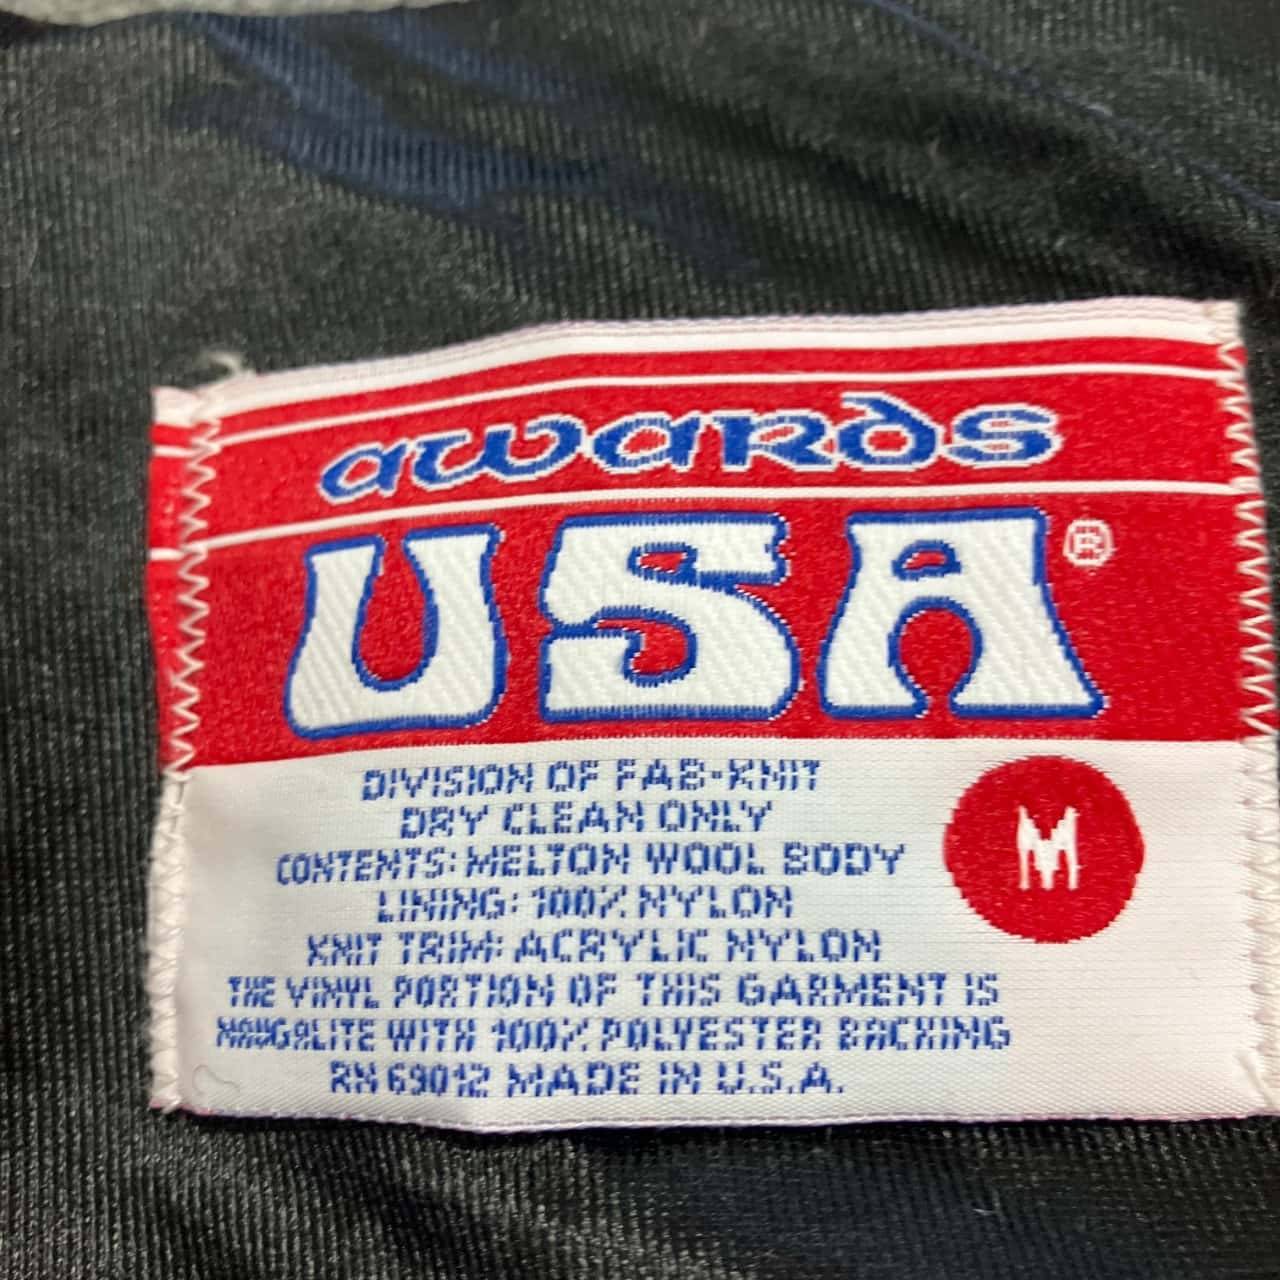 awards
USA®
DIVISION OF FAB-KNIT
DRY CLEAN ONLY
M
CONTENTS: MELTON WOOL BODY
LINING: 100% NYLON
KNIT TRIM: ACRYLIC NYLON
THE VINYL PORTION OF THIS GARMENT IS
NAUGALITE WITH 100% POLYESTER BACKING
RN 69012 MADE IN U.S.A.